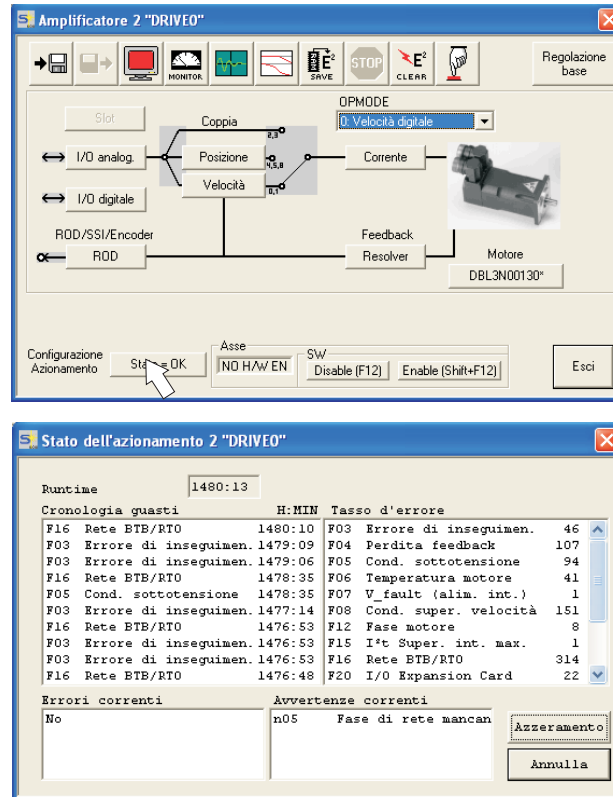 Amplificatore 2 "DRIVE0"
MONITOR
E²
SAVE
STOP
E²
CLEAR
Regolazione
base
OPMODE
0: Velocità digitale
Slot
Coppia
2,3
I/O analog.
Posizione
4,5,8
Corrente
Velocità
0,1
I/O digitale
ROD/SSI/Encoder
Feedback
ROD
Resolver
Motore
DBL3N00130*
Configurazione
Azionamento
Stato = OK
Asse
NO H/W EN
SW
Disable (F12)
Enable (Shift+F12)
Esci
Stato dell'azionamento 2 "DRIVE0"
Runtime
1480:13
Cronologia guasti H:MIN
F16 Rete BTB/RTO 1480:10
F03 Errore di inseguimen. 1479:09
F03 Errore di inseguimen. 1479:06
F16 Rete BTB/RTO 1478:35
F05 Cond. sottotensione 1478:35
F03 Errore di inseguimen. 1477:14
F16 Rete BTB/RTO 1476:53
F03 Errore di inseguimen. 1476:53
F03 Errore di inseguimen. 1476:53
F16 Rete BTB/RTO 1476:48
Tasso d'errore
F03 Errore di inseguimen. 46
F04 Perdita feedback 107
F05 Cond. sottotensione 94
F06 Temperatura motore 41
F07 V_fault (alim. int.) 1
F08 Cond. super. velocità 151
F12 Fase motore 8
F15 I²t Super. int. max. 1
F16 Rete BTB/RTO 314
F20 I/O Expansion Card 22
Errori correnti
No
Avvertenze correnti
n05 Fase di rete mancan
Azzeramento
Annulla